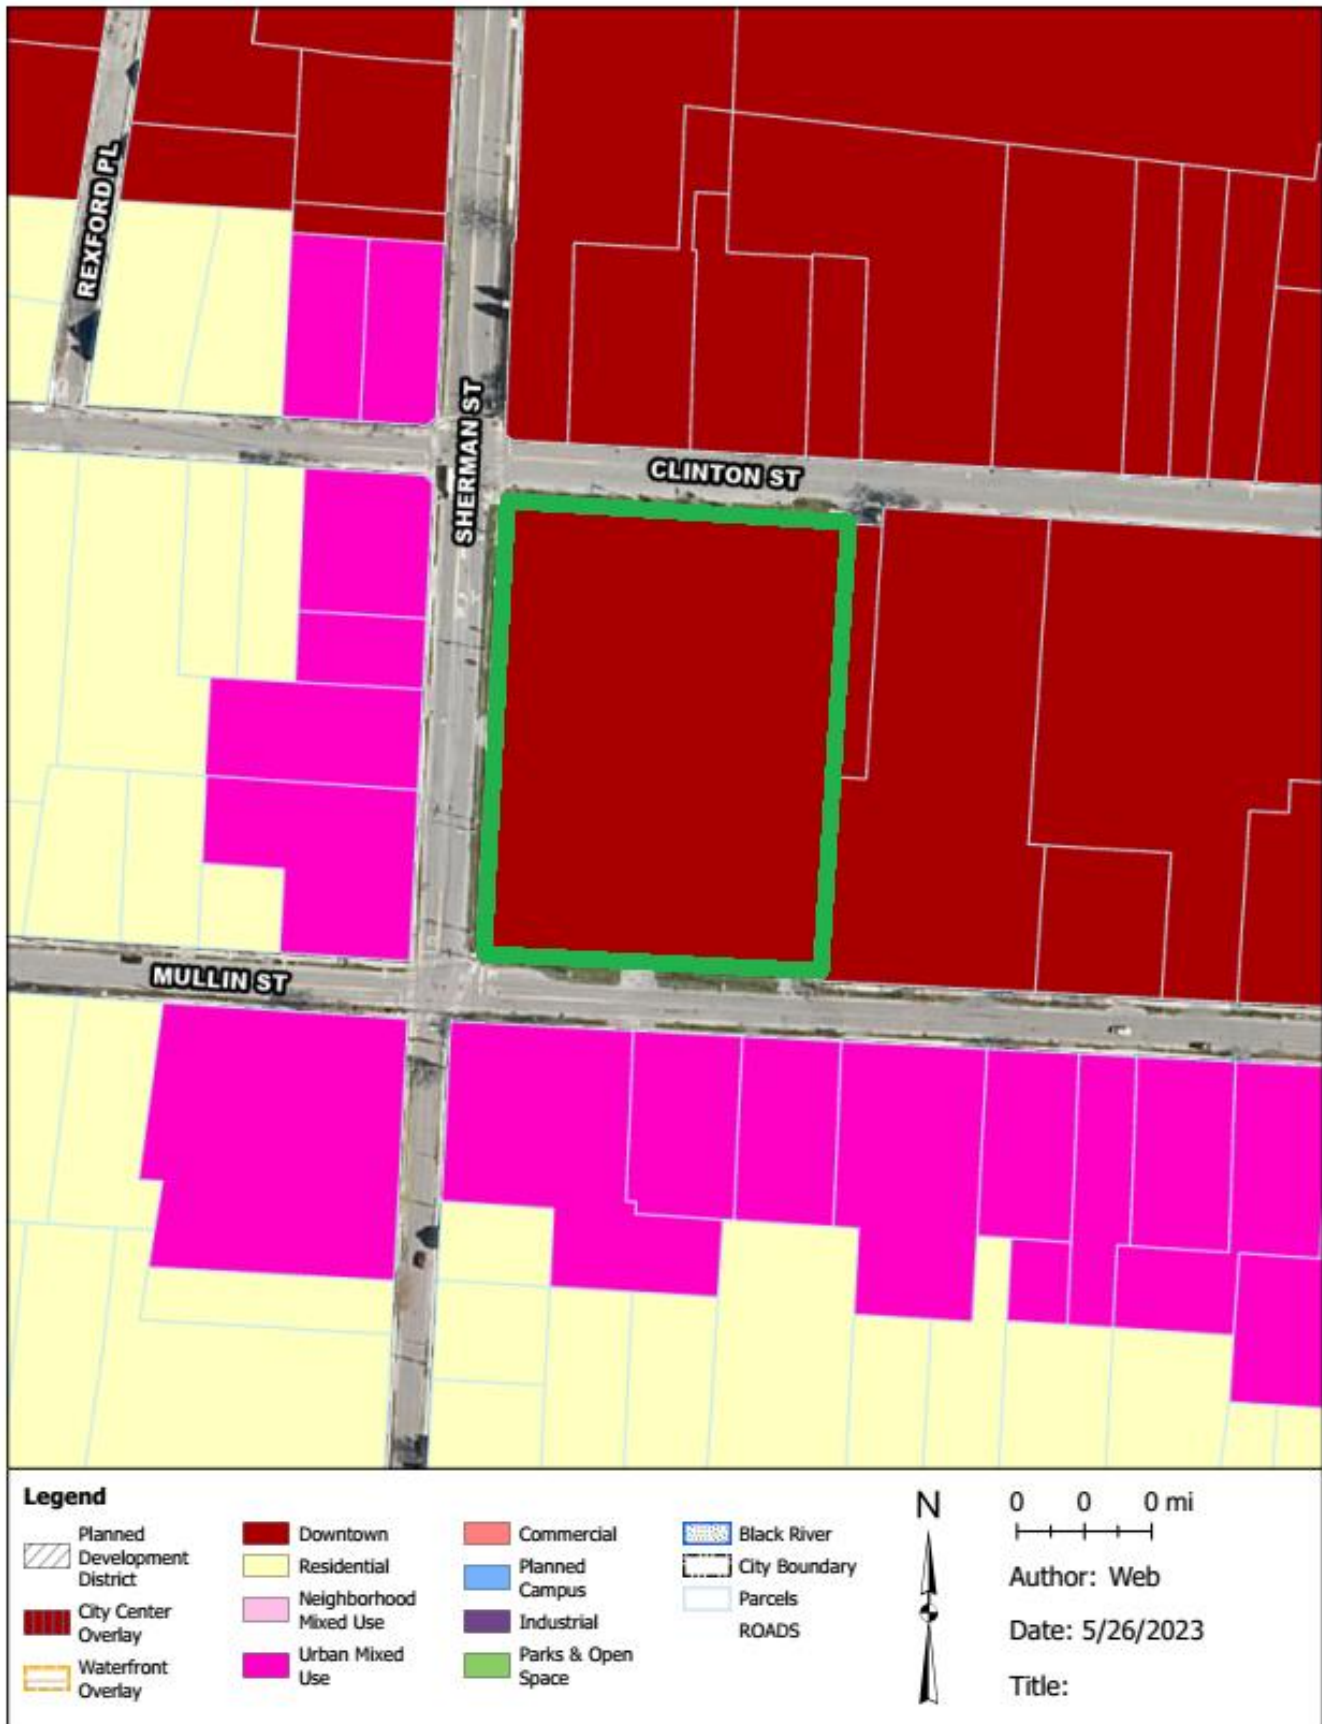 REXFORD PL
SHERMAN ST
CLINTON ST
MULLIN ST
Legend
Planned
Development
District
City Center
Overlay
Waterfront
Overlay
Downtown
Residential
Neighborhood
Mixed Use
Urban Mixed
Use
Commercial
Planned
Campus
Industrial
Parks & Open
Space
Black River
City Boundary
Parcels
ROADS
N
0 0 0 mi
Author: Web
Date: 5/26/2023
Title: